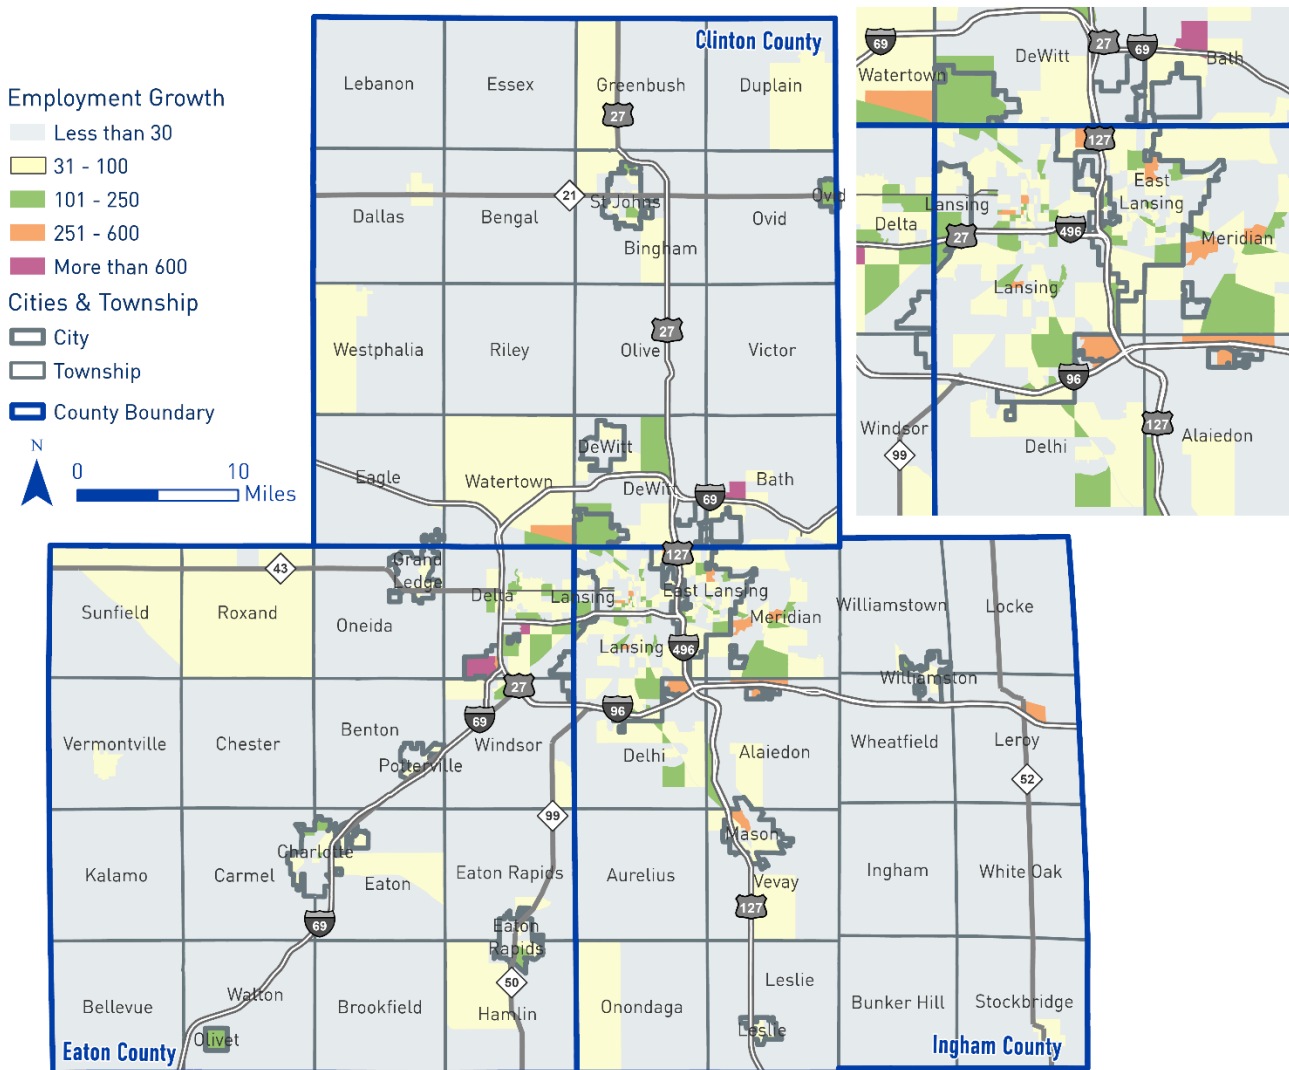 Employment Growth
Less than 30
31 - 100
101 - 250
251 - 600
More than 600
Cities & Township
City
Township
County Boundary
N
0 10
Miles
Clinton County
Lebanon Essex Greenbush Duplain
27
Dallas Bengal 21 St Johns Ovid
Bingham Ovid
Westphalia Riley Olive 27 Victor
DeWitt
Eagle Watertown DeWitt 69 Bath
127
43 Grand
Ledge
Sunfield Roxand Oneida Delta Lansing East Lansing Meridian Williamstown Locke
Lansing 496 Williamston
27
69 96
Vermontville Chester Benton Windsor Delhi Alaiedon Wheatfield Leroy
Potterville 52
99
Charlotte Mason
Kalamo Carmel Eaton Eaton Rapids Aurelius Vevay Ingham White Oak
127
69 Eaton
Rapids
50
Bellevue Walton Brookfield Hamlin Onondaga Leslie Bunker Hill Stockbridge
Olivet Leslie
Eaton County Ingham County
69 DeWitt 27 69 Bath
Watertown
127
Lansing East
Lansing
Delta 27 496 Meridian
Lansing
96
Windsor 127
99 Delhi Alaiedon